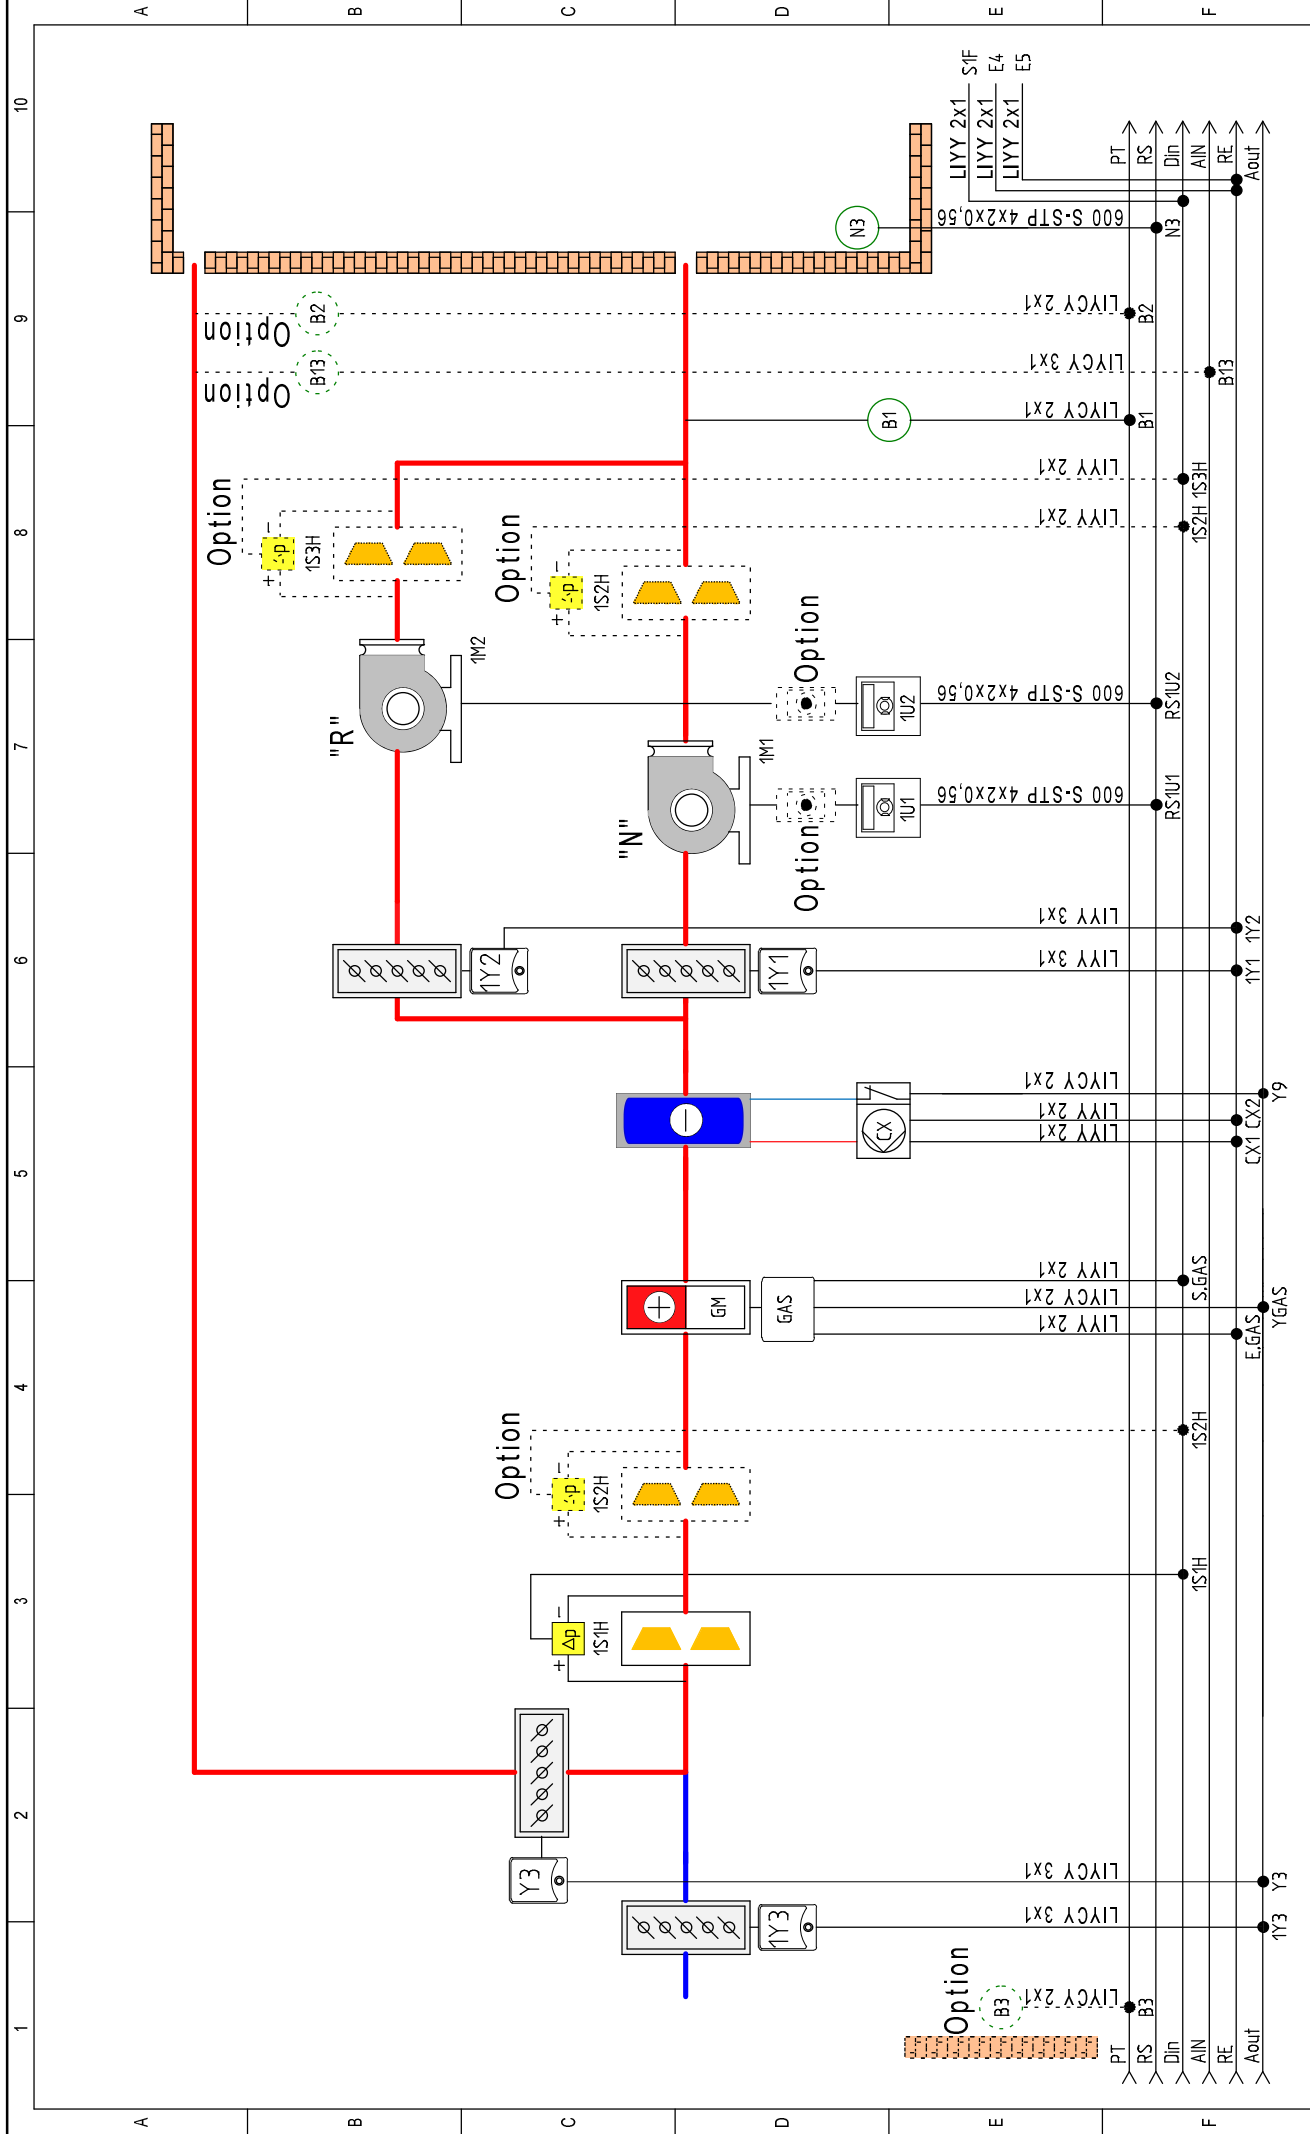 A
B
C
D
E
F
10
9
8
7
6
5
4
3
2
1
S1F
E4
E5
LIYY 2x1
LIYY 2x1
LIYY 2x1
PT
RS
Din
AIN
RE
Aout
N3
600 S-STP 4x2x0,56
N3
Option
B2
LIYCY 2x1
B2
Option
B13
LIYCY 3x1
B13
B1
LIYCY 2x1
B1
Option
+
-
1S3H
LIYY 2x1
1S3H
Option
+
-
1S2H
LIYY 2x1
1S2H
"R"
1M2
Option
1U2
600 S-STP 4x2x0,56
RS1U2
"N"
1M1
Option
1U1
600 S-STP 4x2x0,56
RS1U1
1Y2
LIYY 3x1
1Y2
1Y1
LIYY 3x1
1Y1
CX
LIYCY 2x1
LIYY 2x1
LIYY 2x1
Y9
CX2
CX1
GM
GAS
LIYY 2x1
LIYCY 2x1
LIYY 2x1
S.GAS
YGAS
E.GAS
Option
+
-
1S2H
1S2H
Δp
+
-
1S1H
1S1H
Y3
LIYCY 3x1
Y3
1Y3
LIYCY 3x1
1Y3
Option
B3
LIYCY 2x1
B3
PT
RS
Din
AIN
RE
Aout
A
B
C
D
E
F